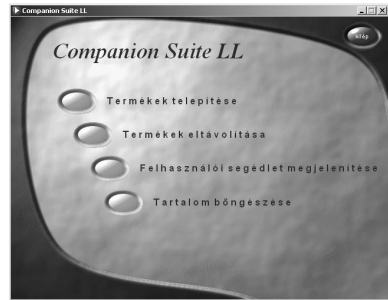 Companion Suite LL
Kilép
Companion Suite LL
Termékek telepítése
Termékek eltávolítása
Felhasználói segédlet megjelenítése
Tartalom böngészése